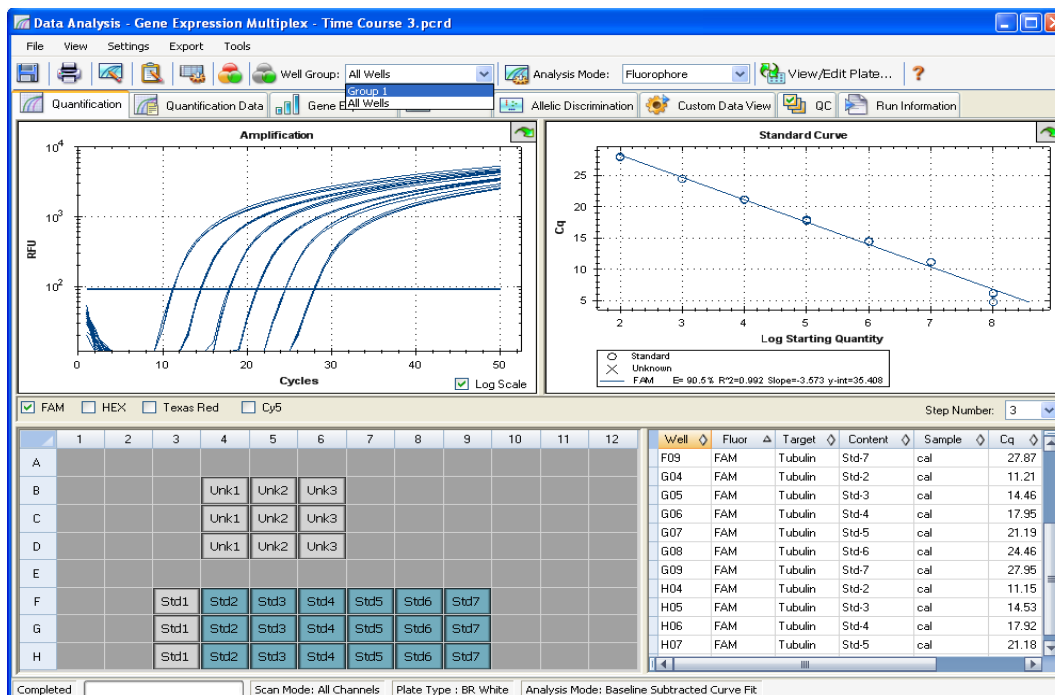 Data Analysis - Gene Expression Multiplex - Time Course 3.pcrd
File View Settings Export Tools
Well Group: All Wells Analysis Mode: Fluorophore View/Edit Plate... ?
Group 1
All Wells
Quantification Quantification Data Gene E Allelic Discrimination Custom Data View QC Run Information
Amplification
10^4
10^3
10^2
RFU
0 10 20 30 40 50
Cycles
Log Scale
Standard Curve
25
20
15
10
5
Cq
2 3 4 5 6 7 8
Log Starting Quantity
Standard
Unknown
FAM E= 90.5% R^2=0.992 Slope=-3.573 y-int=35.408
FAM HEX Texas Red Cy5 Step Number: 3
1 2 3 4 5 6 7 8 9 10 11 12
A
B Unk1 Unk2 Unk3
C Unk1 Unk2 Unk3
D Unk1 Unk2 Unk3
E
F Std1 Std2 Std3 Std4 Std5 Std6 Std7
G Std1 Std2 Std3 Std4 Std5 Std6 Std7
H Std1 Std2 Std3 Std4 Std5 Std6 Std7
Well Fluor Target Content Sample Cq
F09 FAM Tubulin Std-7 cal 27.87
G04 FAM Tubulin Std-2 cal 11.21
G05 FAM Tubulin Std-3 cal 14.46
G06 FAM Tubulin Std-4 cal 17.95
G07 FAM Tubulin Std-5 cal 21.19
G08 FAM Tubulin Std-6 cal 24.46
G09 FAM Tubulin Std-7 cal 27.95
H04 FAM Tubulin Std-2 cal 11.15
H05 FAM Tubulin Std-3 cal 14.53
H06 FAM Tubulin Std-4 cal 17.92
H07 FAM Tubulin Std-5 cal 21.18
Completed Scan Mode: All Channels Plate Type : BR White Analysis Mode: Baseline Subtracted Curve Fit